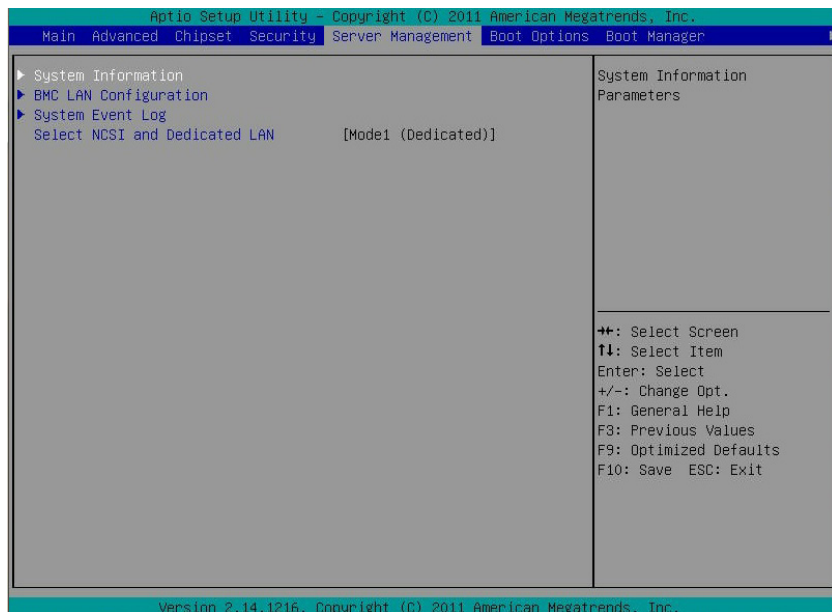 Aptio Setup Utility – Copyright (C) 2011 American Megatrends, Inc.
Main Advanced Chipset Security Server Management Boot Options Boot Manager
System Information
BMC LAN Configuration
System Event Log
Select NCSI and Dedicated LAN [Mode1 (Dedicated)]
System Information
Parameters
→←: Select Screen
↑↓: Select Item
Enter: Select
+/-: Change Opt.
F1: General Help
F3: Previous Values
F9: Optimized Defaults
F10: Save ESC: Exit
Version 2.14.1216. Copyright (C) 2011 American Megatrends, Inc.